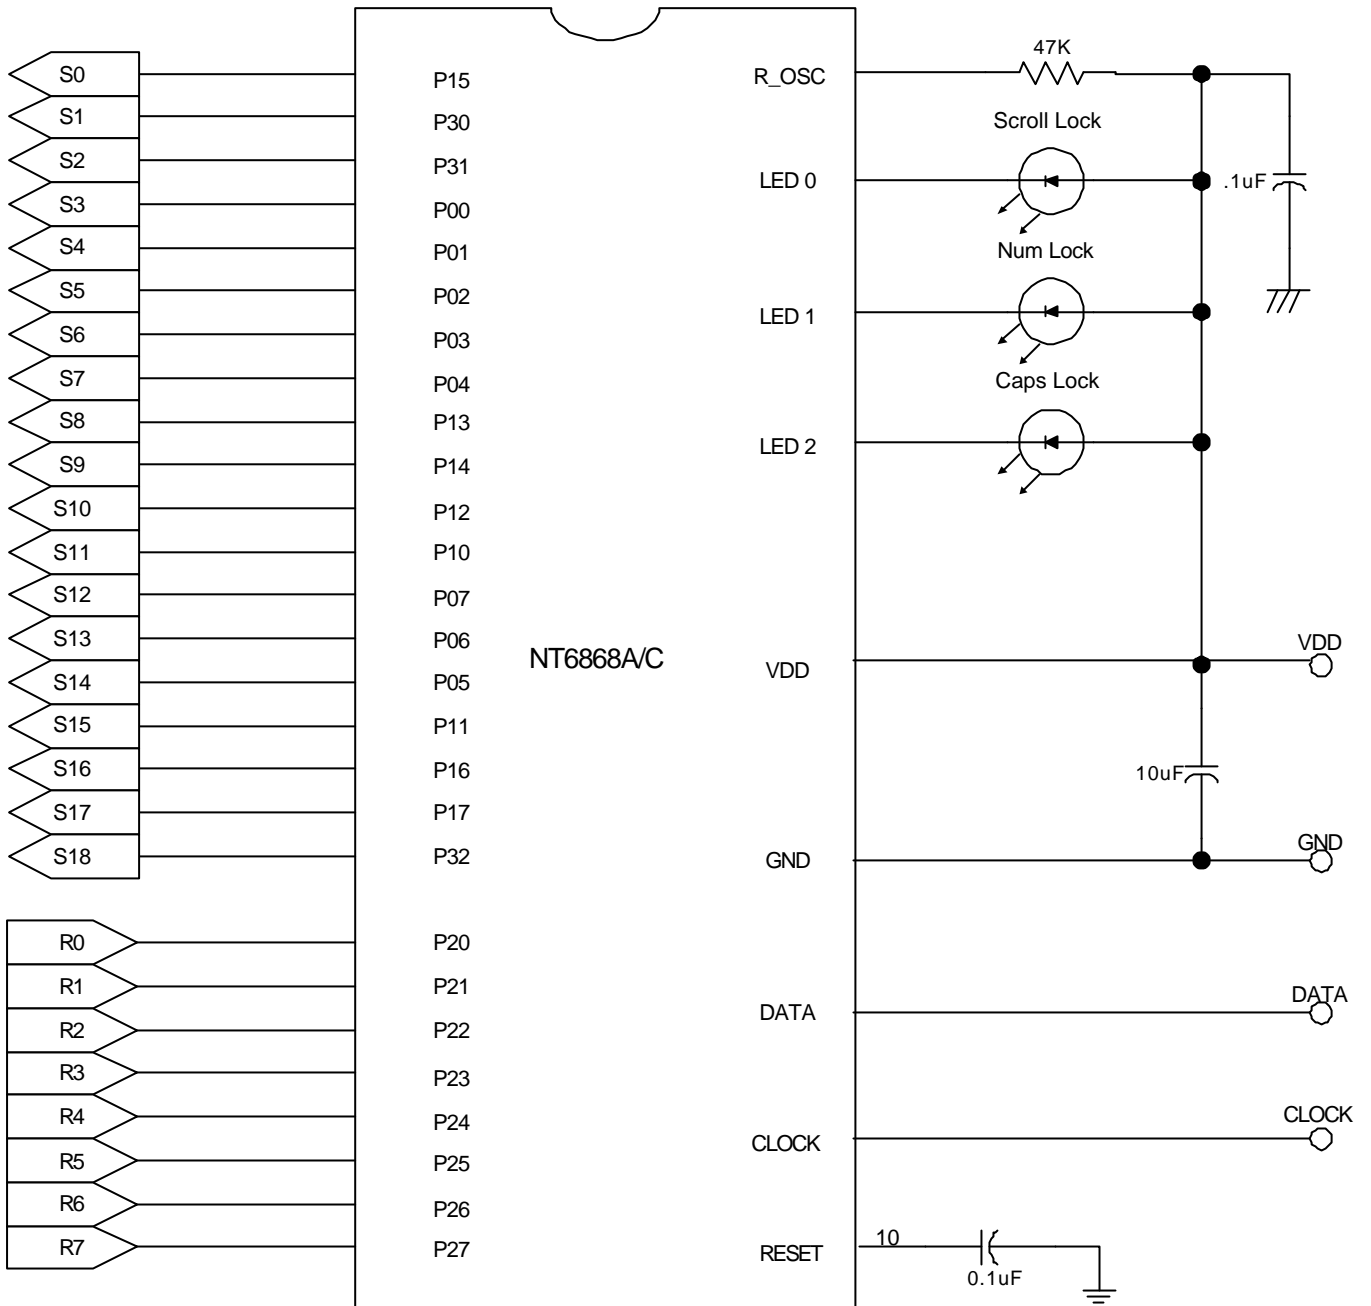 S0
S1
S2
S3
S4
S5
S6
S7
S8
S9
S10
S11
S12
S13
S14
S15
S16
S17
S18
R0
R1
R2
R3
R4
R5
R6
R7
P15
P30
P31
P00
P01
P02
P03
P04
P13
P14
P12
P10
P07
P06
P05
P11
P16
P17
P32
P20
P21
P22
P23
P24
P25
P26
P27
NT6868A/C
R_OSC
LED 0
LED 1
LED 2
VDD
GND
DATA
CLOCK
RESET
47K
Scroll Lock
.1uF
Num Lock
Caps Lock
VDD
10uF
GND
DATA
CLOCK
10
0.1uF